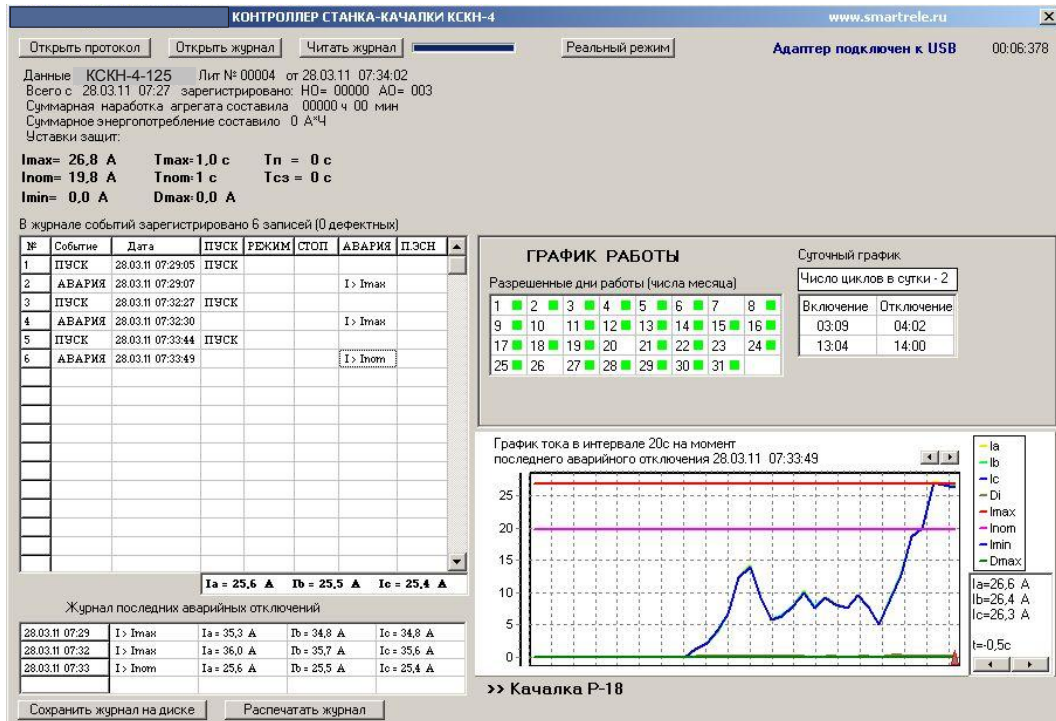 КОНТРОЛЛЕР СТАНКА-КАЧАЛКИ КСКН-4 www.smartrele.ru
Открыть протокол Открыть журнал Читать журнал Реальный режим Адаптер подключен к USB 00:06:378
Данные КСКН-4-125 Лит № 00004 от 28.03.11 07:34:02
Всего с 28.03.11 07:27 зарегистрировано: НО= 00000 АО= 003
Суммарная наработка агрегата составила 00000 ч 00 мин
Суммарное энергопотребление составило 0 А*Ч
Уставки защит:
Imax= 26,8 A Tmax=1,0 c Тп = 0 c
Inom= 19,8 A Tnom=1 c Тсз = 0 c
Imin= 0,0 A Dmax=0,0 A
В журнале событий зарегистрировано 6 записей (0 дефектных)
№ Событие Дата ПУСК РЕЖИМ СТОП АВАРИЯ П.ЭСН
1 ПУСК 28.03.11 07:29:05 ПУСК
2 АВАРИЯ 28.03.11 07:29:07 I> Imax
3 ПУСК 28.03.11 07:32:27 ПУСК
4 АВАРИЯ 28.03.11 07:32:30 I> Imax
5 ПУСК 28.03.11 07:33:44 ПУСК
6 АВАРИЯ 28.03.11 07:33:49 I> Inom
Ia = 25,6 A Ib = 25,5 A Ic = 25,4 A
Журнал последних аварийных отключений
28.03.11 07:29 I> Imax Ia = 35,3 A Ib = 34,8 A Ic = 34,8 A
28.03.11 07:32 I> Imax Ia = 36,0 A Ib = 35,7 A Ic = 35,6 A
28.03.11 07:33 I> Inom Ia = 25,6 A Ib = 25,5 A Ic = 25,4 A
Сохранить журнал на диске Распечатать журнал
ГРАФИК РАБОТЫ
Разрешенные дни работы (числа месяца)
1 2 3 4 5 6 7 8
9 10 11 12 13 14 15 16
17 18 19 20 21 22 23 24
25 26 27 28 29 30 31
Суточный график
Число циклов в сутки - 2
Включение Отключение
03:09 04:02
13:04 14:00
График тока в интервале 20с на момент
последнего аварийного отключения 28.03.11 07:33:49
25
20
15
10
5
0
Ia
Ib
Ic
Di
Imax
Inom
Imin
Dmax
Ia=26,6 A
Ib=26,4 A
Ic=26,3 A
t=-0,5c
>> Качалка Р-18